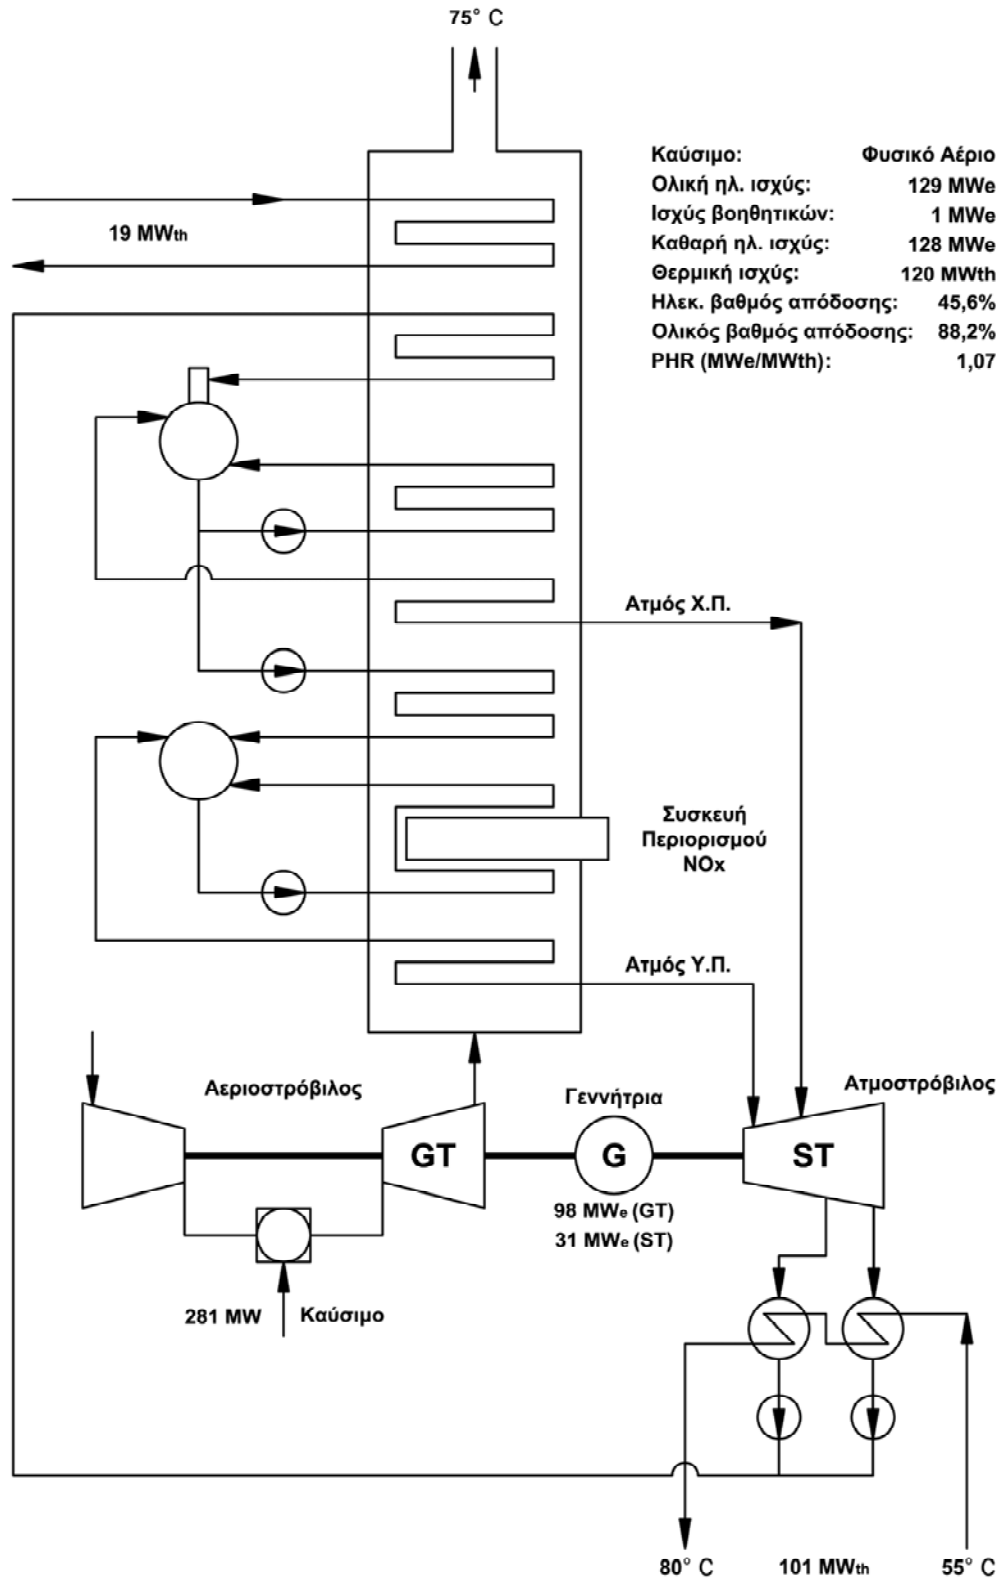 75° C
Καύσιμο: Φυσικό Αέριο
Ολική ηλ. ισχύς: 129 MWe
Ισχύς βοηθητικών: 1 MWe
Καθαρή ηλ. ισχύς: 128 MWe
Θερμική ισχύς: 120 MWth
Ηλεκ. βαθμός απόδοσης: 45,6%
Ολικός βαθμός απόδοσης: 88,2%
PHR (MWe/MWth): 1,07
19 MWth
Ατμός Χ.Π.
Συσκευή
Περιορισμού
NOx
Ατμός Υ.Π.
Αεριοστρόβιλος
Γεννήτρια
Ατμοστρόβιλος
GT
G
ST
98 MWe (GT)
31 MWe (ST)
281 MW Καύσιμο
80° C 101 MWth 55° C